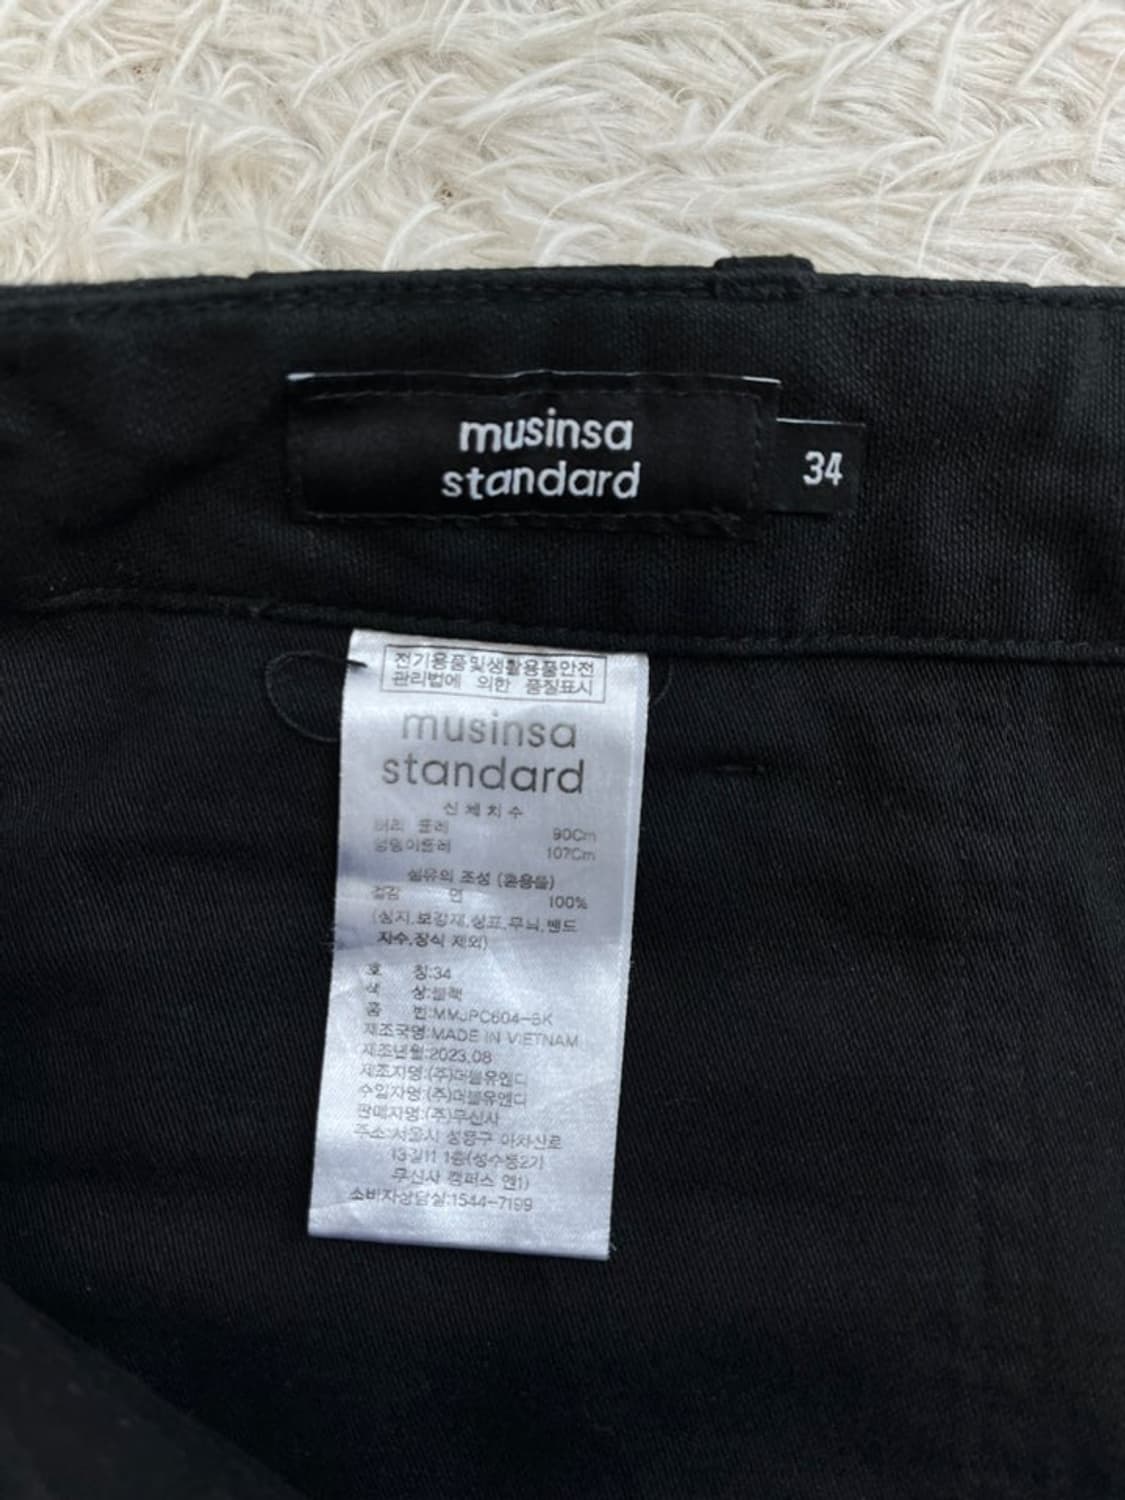 musinsa
standard
34
전기용품및생활용품안전
관리법에 의한 품질표시
musinsa
standard
신체치수
허리 둘레 90Cm
엉덩이둘레 107Cm
섬유의 조성 (혼용율)
겉감 면 100%
(심지,보강재,상표,무늬,밴드
자수,장식 제외)
호 칭:34
색 상:블랙
품 번:MMJPC604-BK
제조국명:MADE IN VIETNAM
제조년월:2023.08
제조자명:(주)더블유엔디
수입자명:(주)더블유엔디
판매자명:(주)무신사
주소:서울시 성동구 아차산로
13길11 1층(성수동2가
무신사 캠퍼스 엔1)
소비자상담실:1544-7199